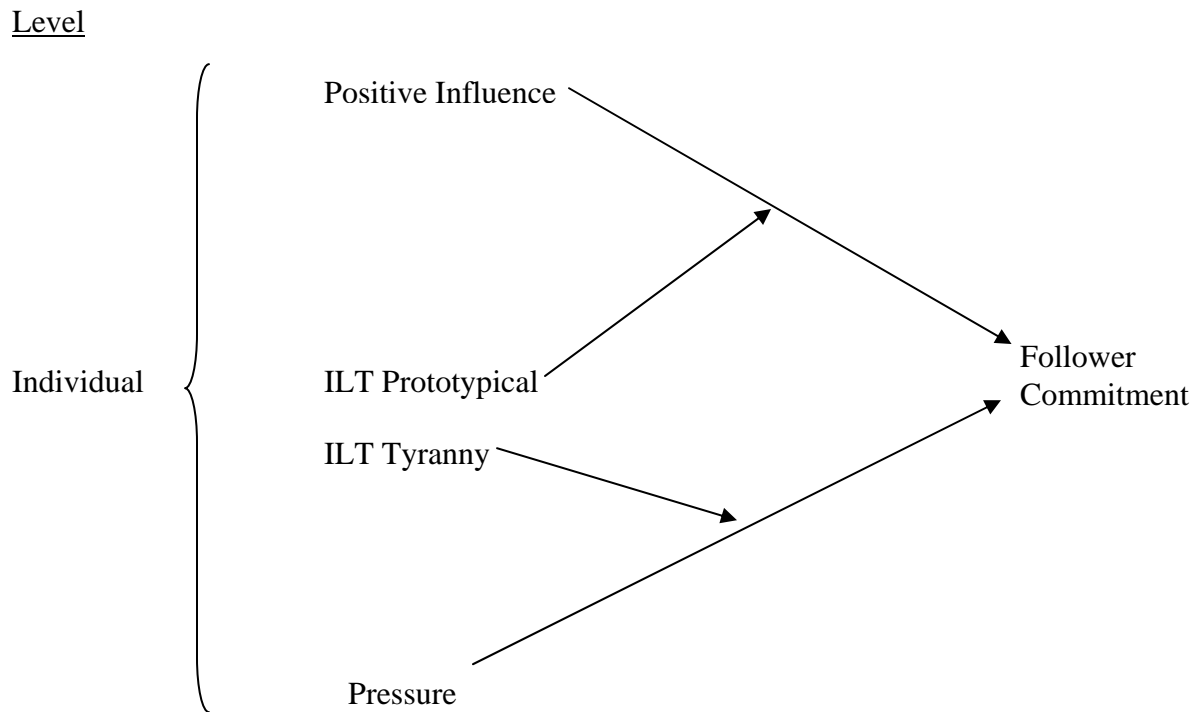 Level
Positive Influence
Individual
ILT Prototypical
ILT Tyranny
Follower
Commitment
Pressure